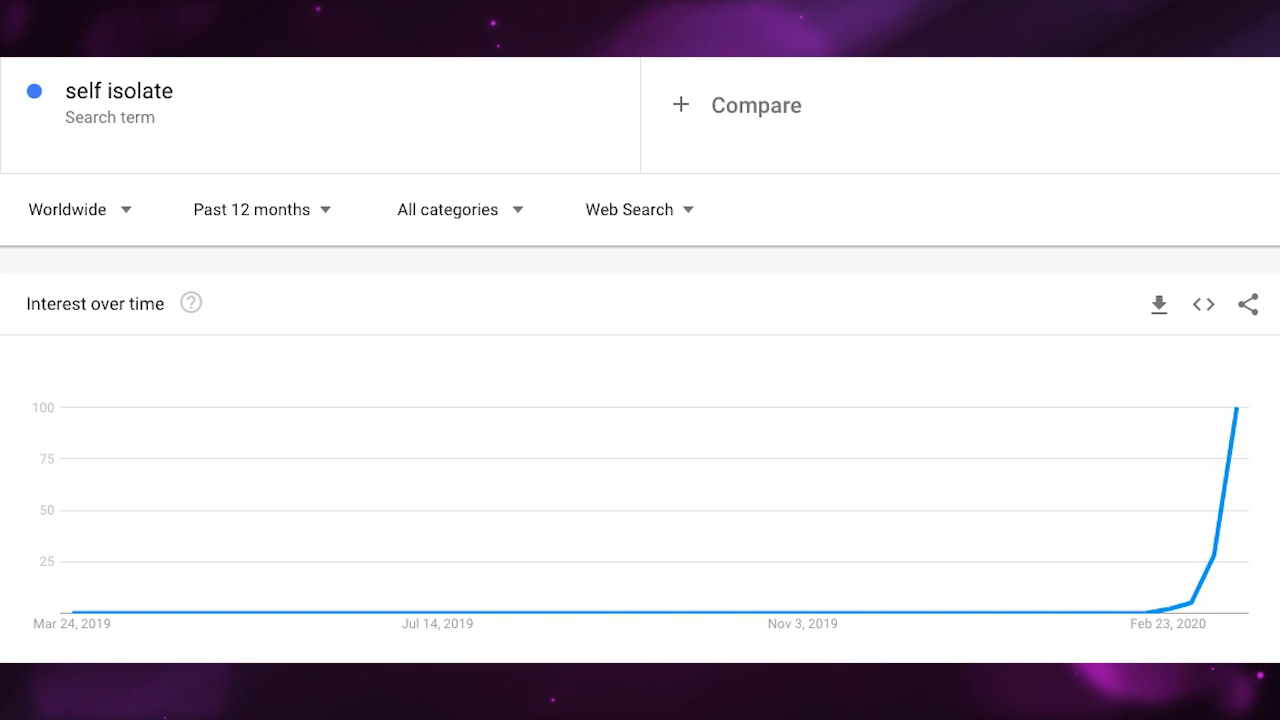 self isolate
Search term
+ Compare
Worldwide Past 12 months All categories Web Search
Interest over time ?
100
75
50
25
Mar 24, 2019 Jul 14, 2019 Nov 3, 2019 Feb 23, 2020